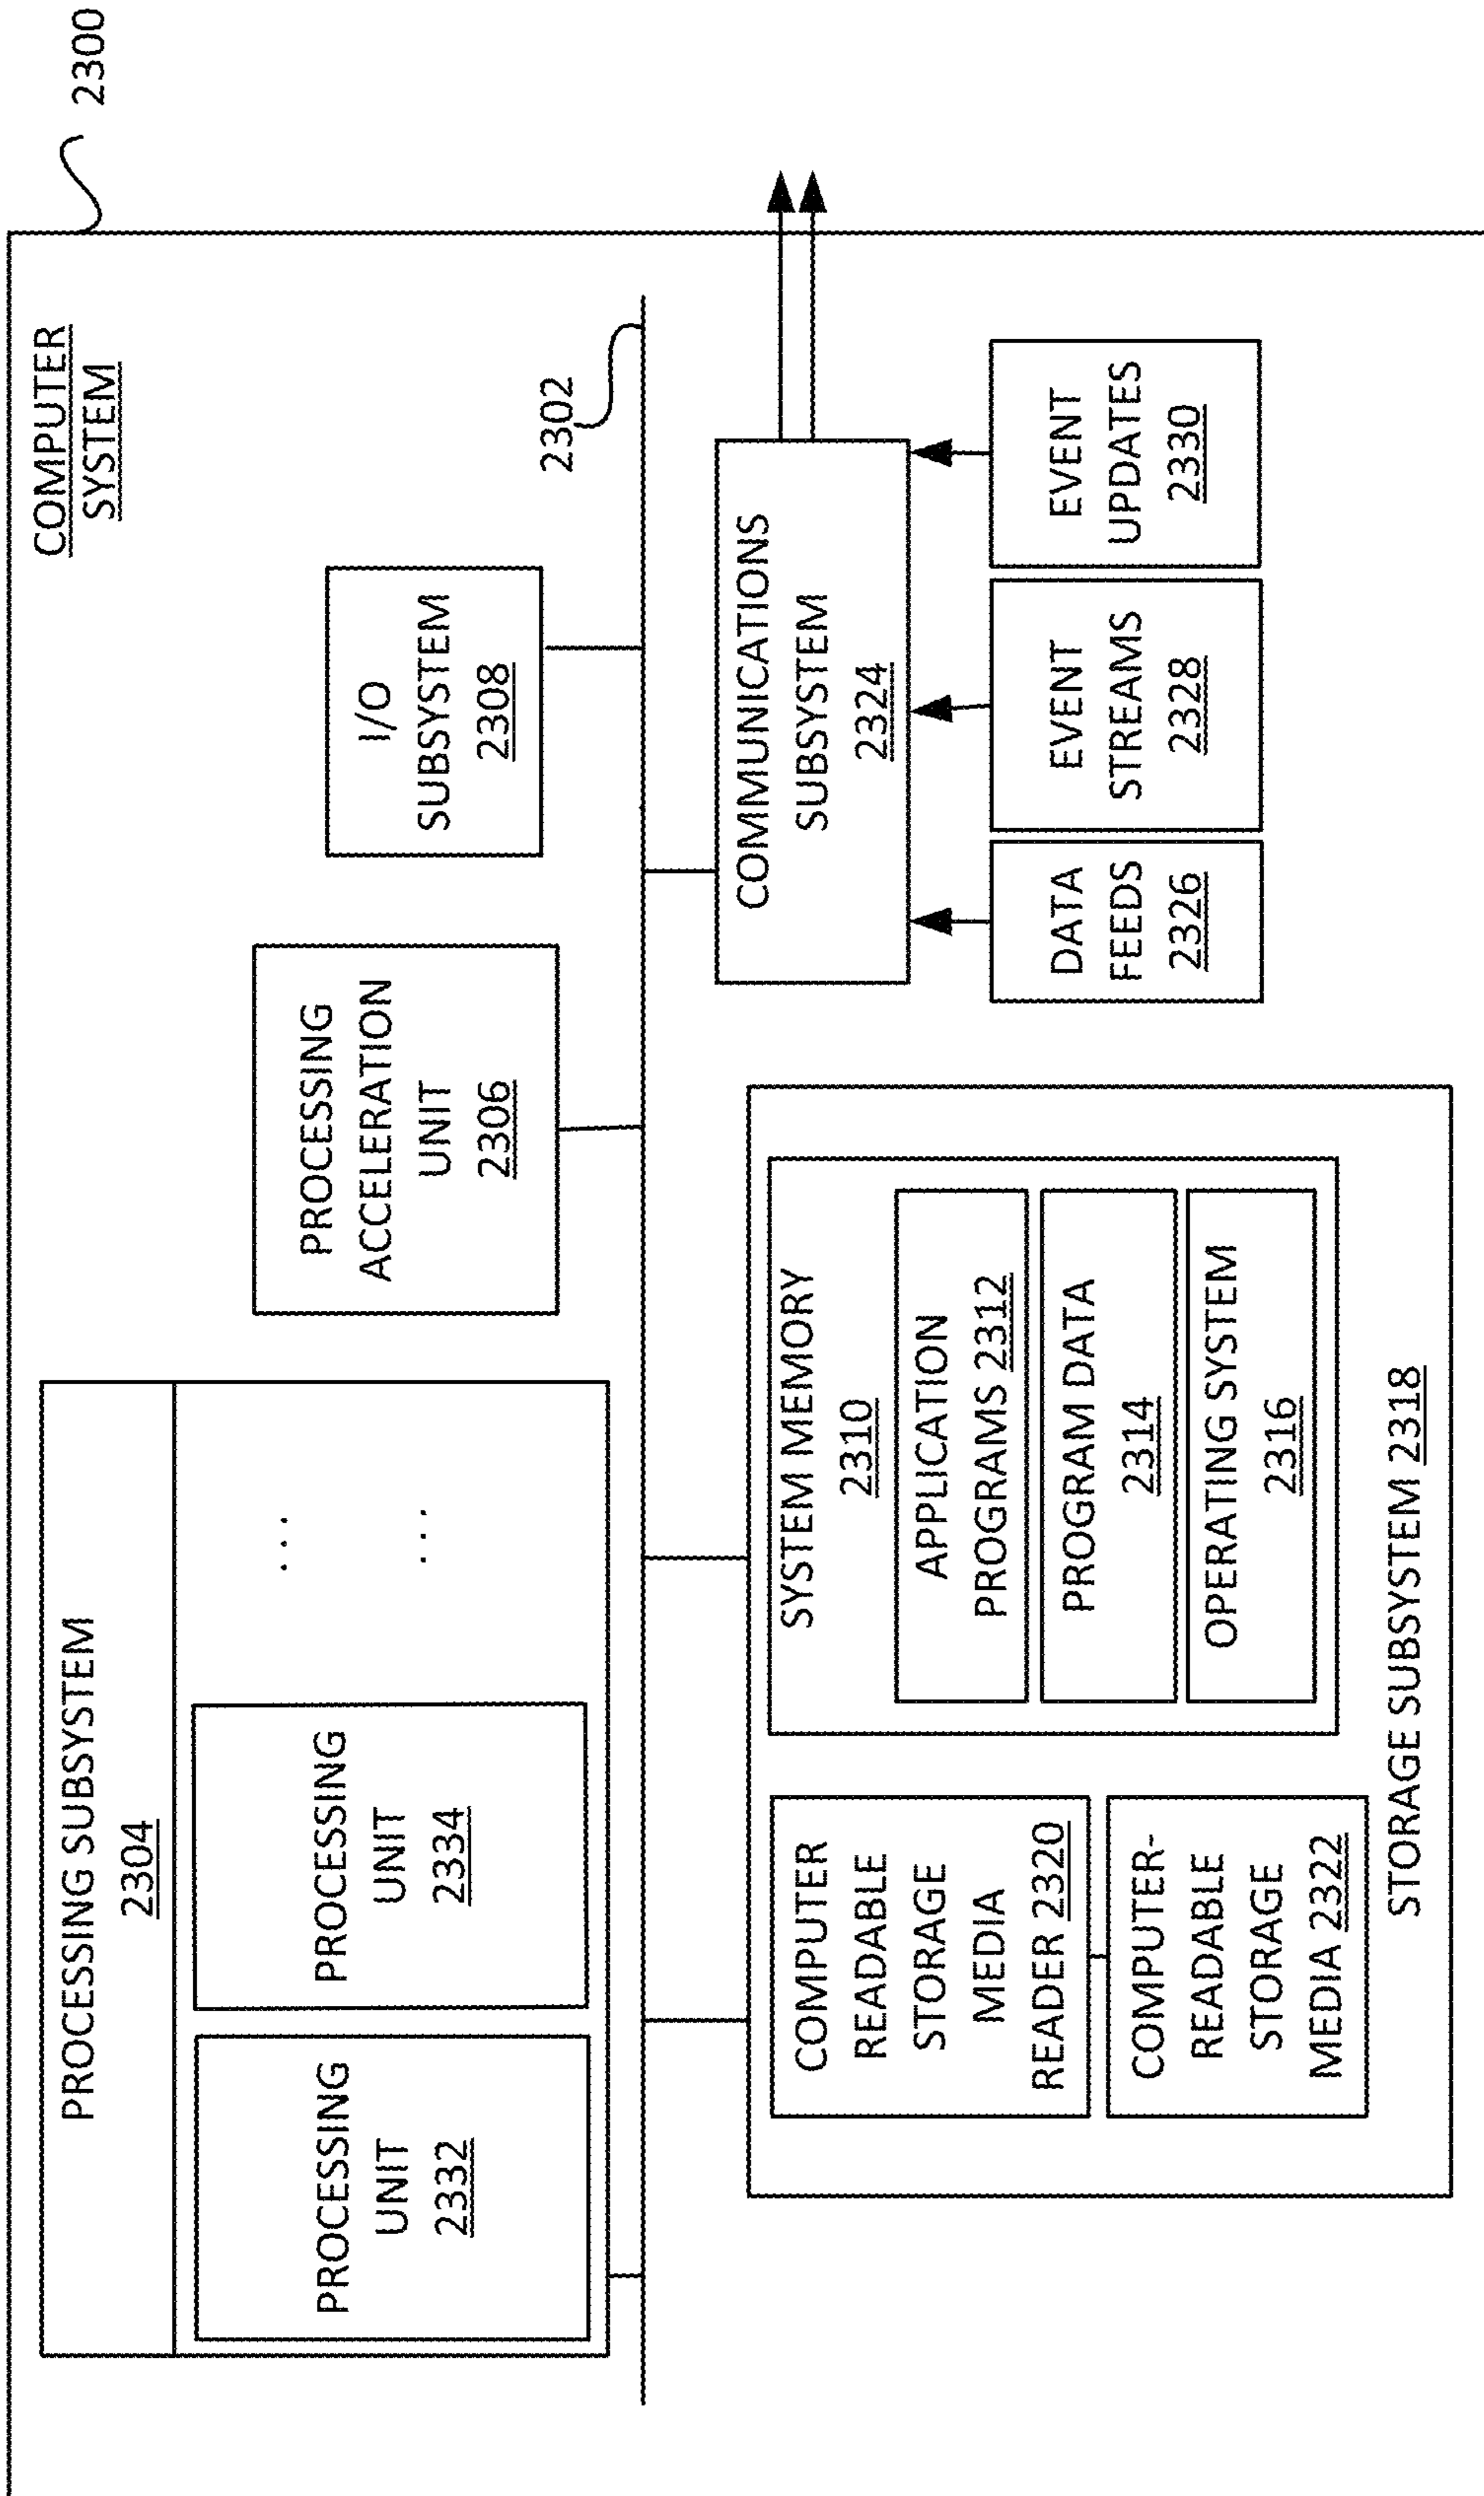 2300
COMPUTER
SYSTEM
PROCESSING SUBSYSTEM
2304
PROCESSING
UNIT
2332
PROCESSING
UNIT
2334
. . .
. . .
PROCESSING
ACCELERATION
UNIT
2306
I/O
SUBSYSTEM
2308
2302
COMPUTER
READABLE
STORAGE
MEDIA
READER 2320
COMPUTER-
READABLE
STORAGE
MEDIA 2322
SYSTEM MEMORY
2310
APPLICATION
PROGRAMS 2312
PROGRAM DATA
2314
OPERATING SYSTEM
2316
STORAGE SUBSYSTEM 2318
COMMUNICATIONS
SUBSYSTEM
2324
DATA
FEEDS
2326
EVENT
STREAMS
2328
EVENT
UPDATES
2330